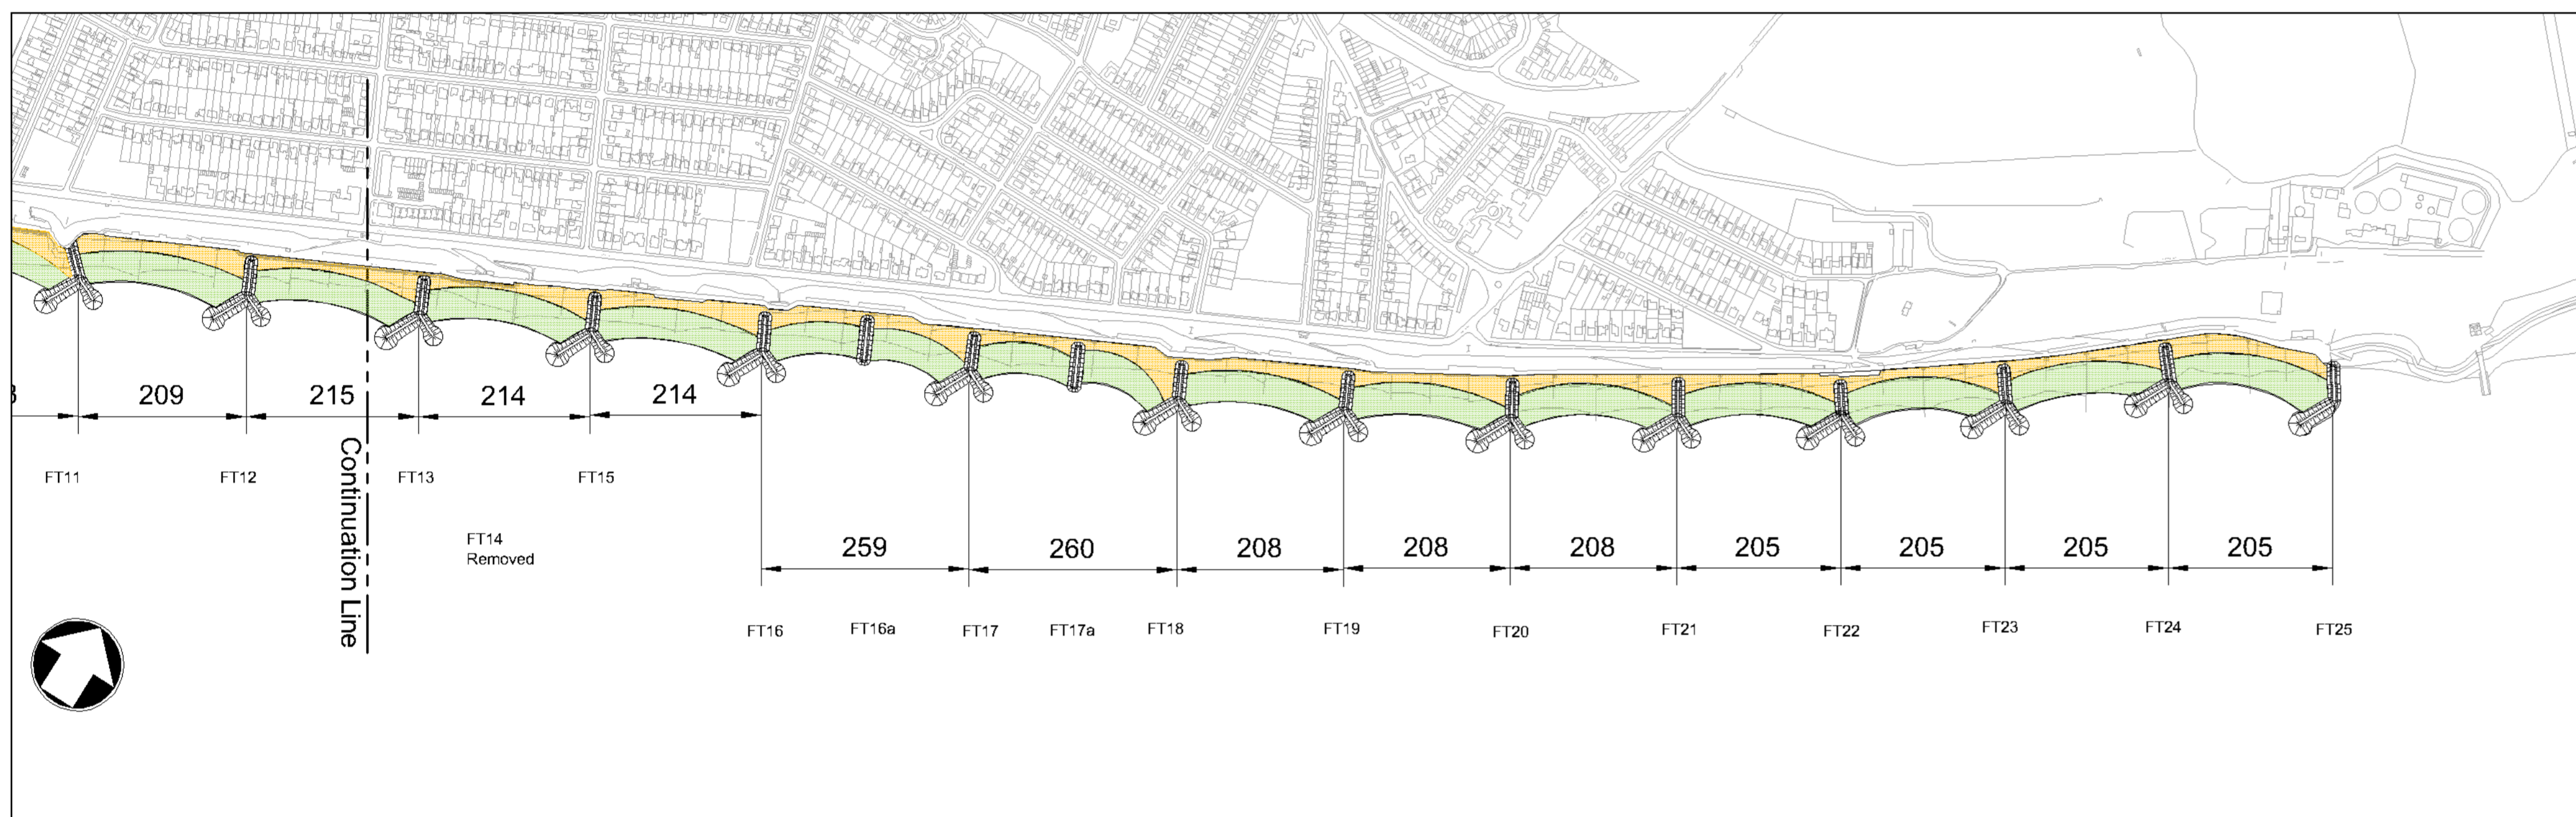 209
215
214
214
FT11
FT12
FT13
FT15
Continuation Line
FT14
Removed
259
260
208
208
208
205
205
205
205
FT16
FT16a
FT17
FT17a
FT18
FT19
FT20
FT21
FT22
FT23
FT24
FT25